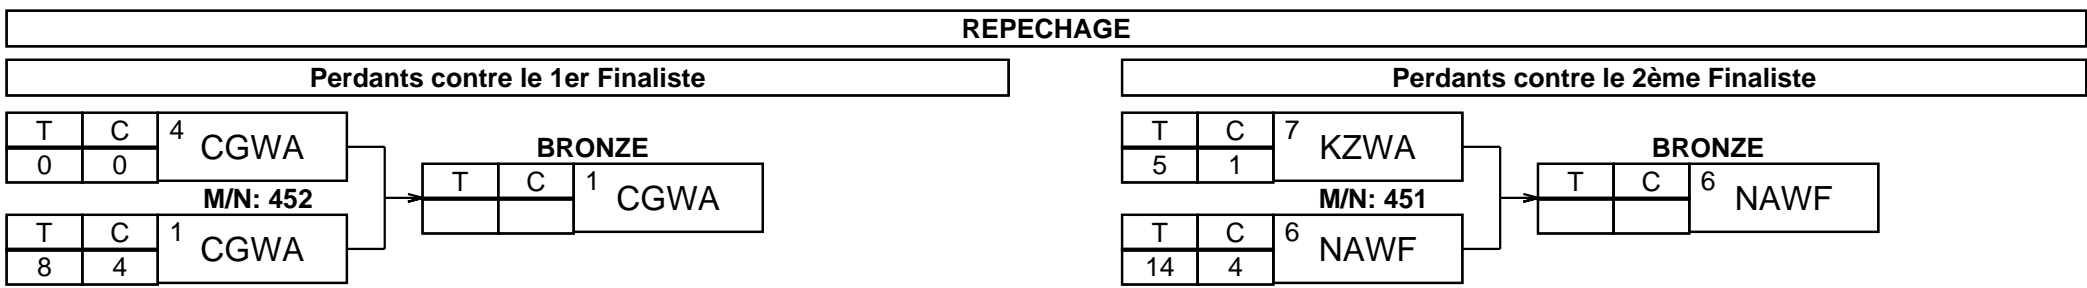 REPECHAGE
Perdants contre le 1er Finaliste
T C 4 CGWA
0 0
M/N: 452
T C 1 CGWA
8 4
BRONZE
T C 1 CGWA
Perdants contre le 2ème Finaliste
T C 7 KZWA
5 1
M/N: 451
T C 6 NAWF
14 4
BRONZE
T C 6 NAWF